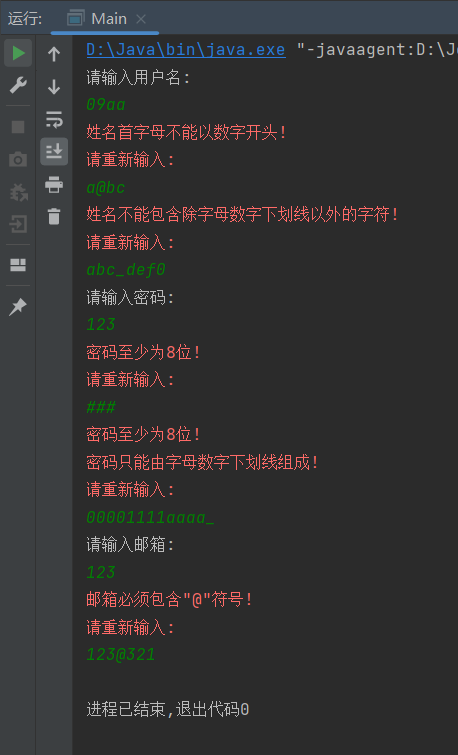 运行: Main
D:\Java\bin\java.exe "-javaagent:D:\J
请输入用户名:
09aa
姓名首字母不能以数字开头!
请重新输入:
a@bc
姓名不能包含除字母数字下划线以外的字符!
请重新输入:
abc_def0
请输入密码:
123
密码至少为8位!
请重新输入:
###
密码至少为8位!
密码只能由字母数字下划线组成!
请重新输入:
00001111aaaa_
请输入邮箱:
123
邮箱必须包含"@"符号!
请重新输入:
123@321
进程已结束,退出代码0